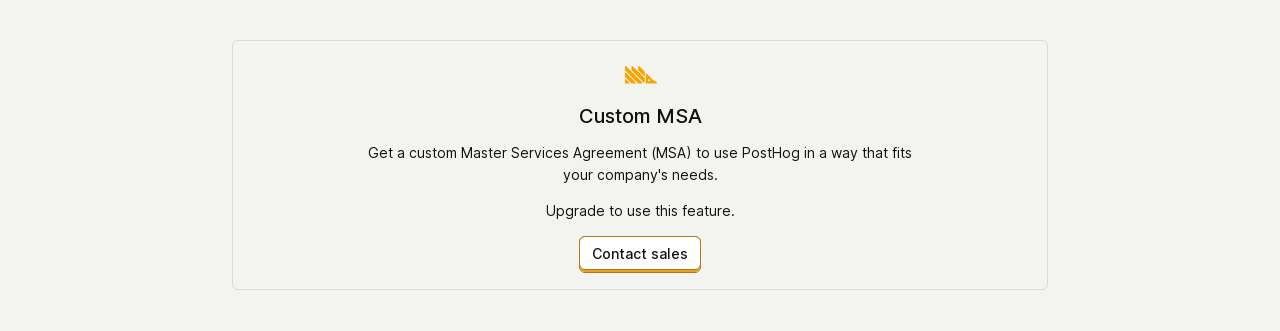 Custom MSA
Get a custom Master Services Agreement (MSA) to use PostHog in a way that fits
your company's needs.
Upgrade to use this feature.
Contact sales